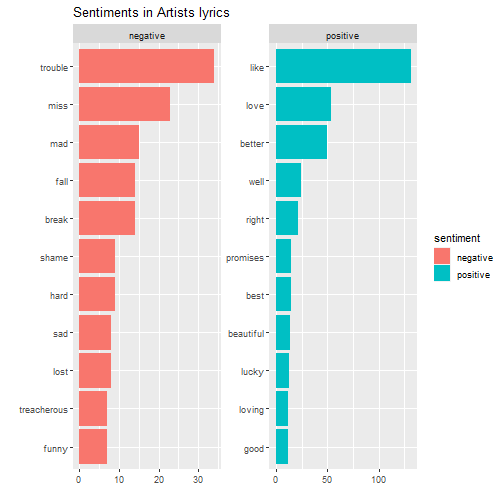 Sentiments in Artists lyrics
negative
positive
trouble
miss
mad
fall
break
shame
hard
sad
lost
treacherous
funny
0 10 20 30
like
love
better
well
right
promises
best
beautiful
lucky
loving
good
0 50 100
sentiment
negative
positive